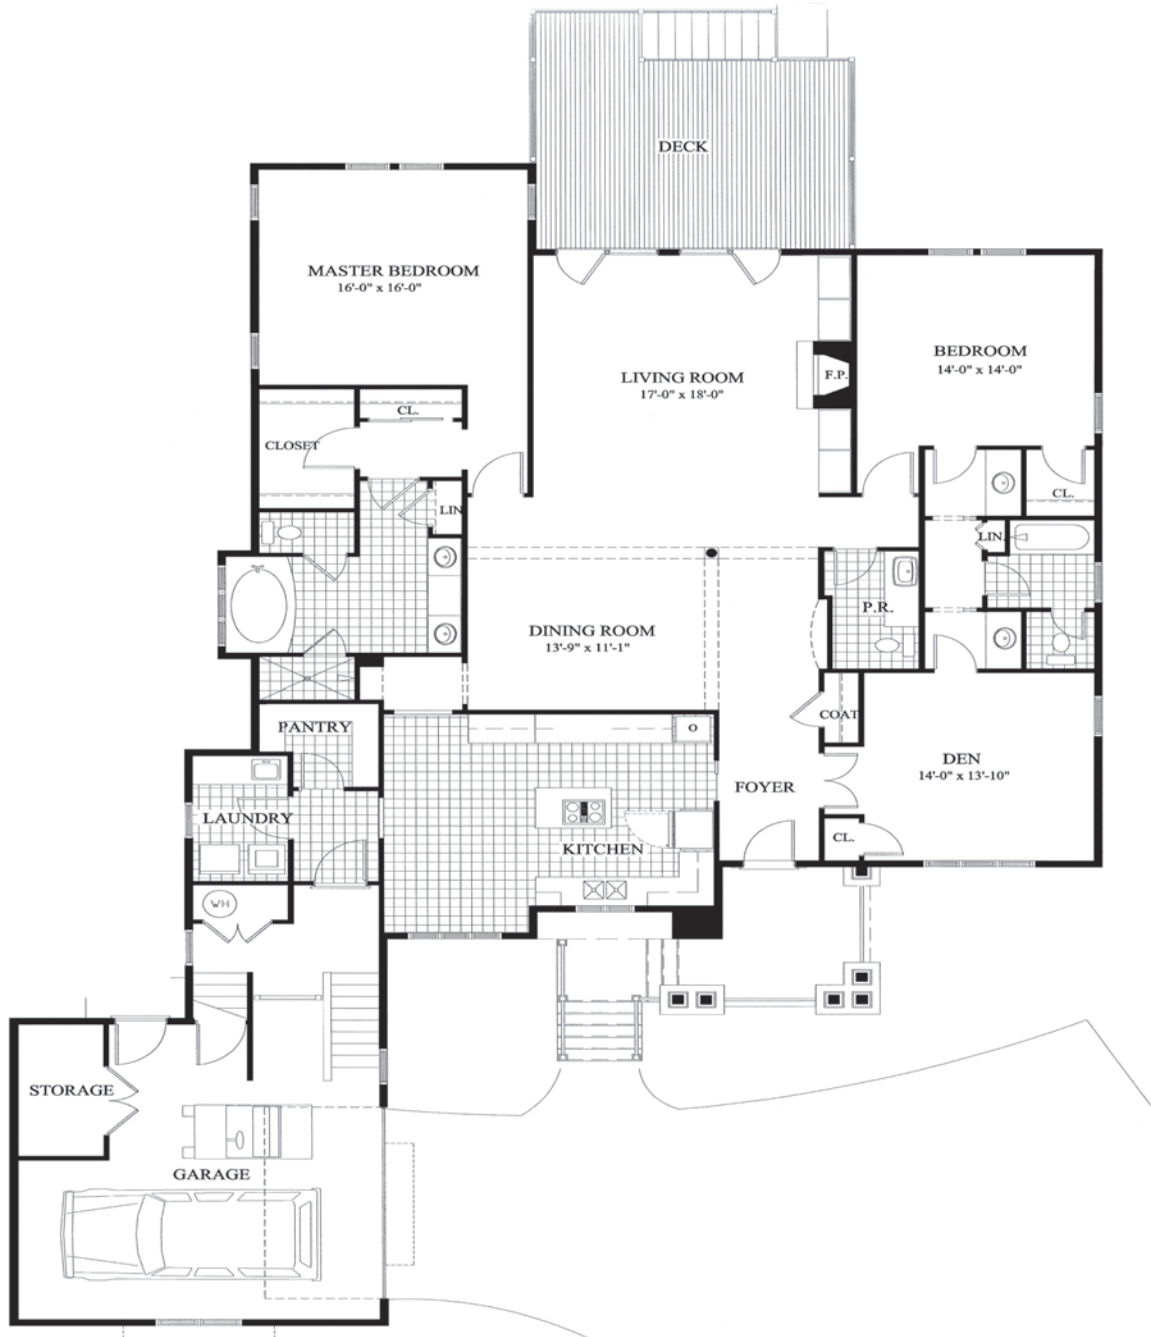 DECK
MASTER BEDROOM
16'-0" x 16'-0"
BEDROOM
14'-0" x 14'-0"
LIVING ROOM
17'-0" x 18'-0"
F.P.
CL.
CLOSET
CL.
LIN
LIN.
P.R.
DINING ROOM
13'-9" x 11'-1"
COAT
PANTRY
O
DEN
14'-0" x 13'-10"
FOYER
LAUNDRY
CL.
KITCHEN
WH
STORAGE
GARAGE